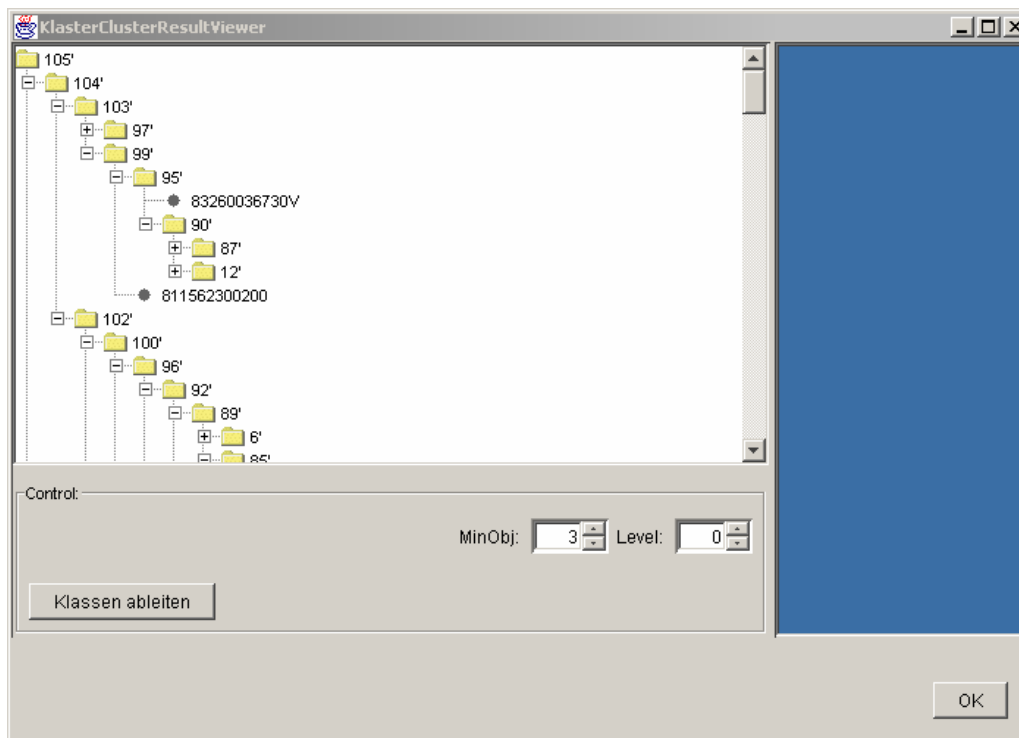 KlasterClusterResultViewer
105'
104'
103'
97'
99'
95'
83260036730V
90'
87'
12'
811562300200
102'
100'
96'
92'
89'
6'
85'
Control:
MinObj: 3 Level: 0
Klassen ableiten
OK